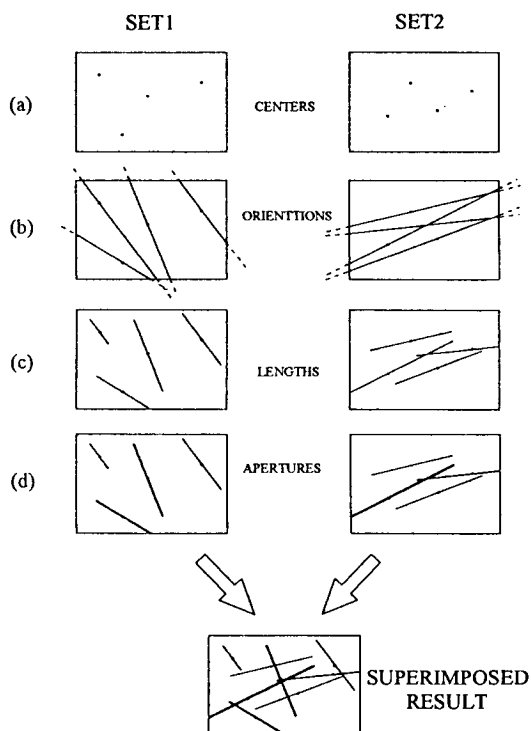 SET1 SET2
(a) CENTERS
(b) ORIENTTIONS
(c) LENGTHS
(d) APERTURES
SUPERIMPOSED
RESULT